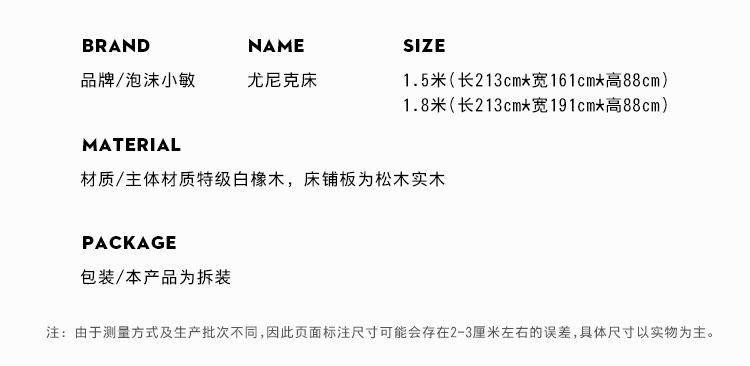 BRAND NAME SIZE
品牌/泡沫小敏 尤尼克床 1.5米(长213cm*宽161cm*高88cm)
1.8米(长213cm*宽191cm*高88cm)
MATERIAL
材质/主体材质特级白橡木，床铺板为松木实木
PACKAGE
包装/本产品为拆装
注：由于测量方式及生产批次不同,因此页面标注尺寸可能会存在2-3厘米左右的误差,具体尺寸以实物为主。